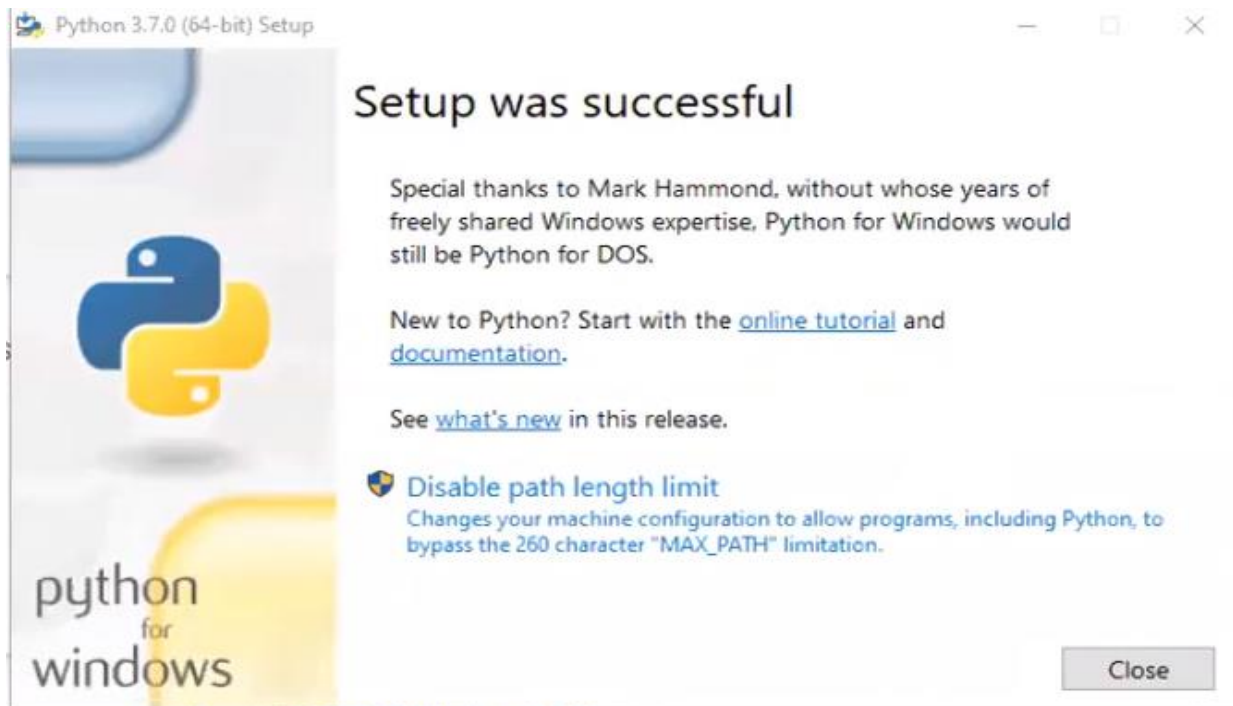 Python 3.7.0 (64-bit) Setup
Setup was successful
Special thanks to Mark Hammond, without whose years of
freely shared Windows expertise, Python for Windows would
still be Python for DOS.
New to Python? Start with the online tutorial and
documentation.
See what's new in this release.
Disable path length limit
Changes your machine configuration to allow programs, including Python, to
bypass the 260 character "MAX_PATH" limitation.
python
for
windows
Close